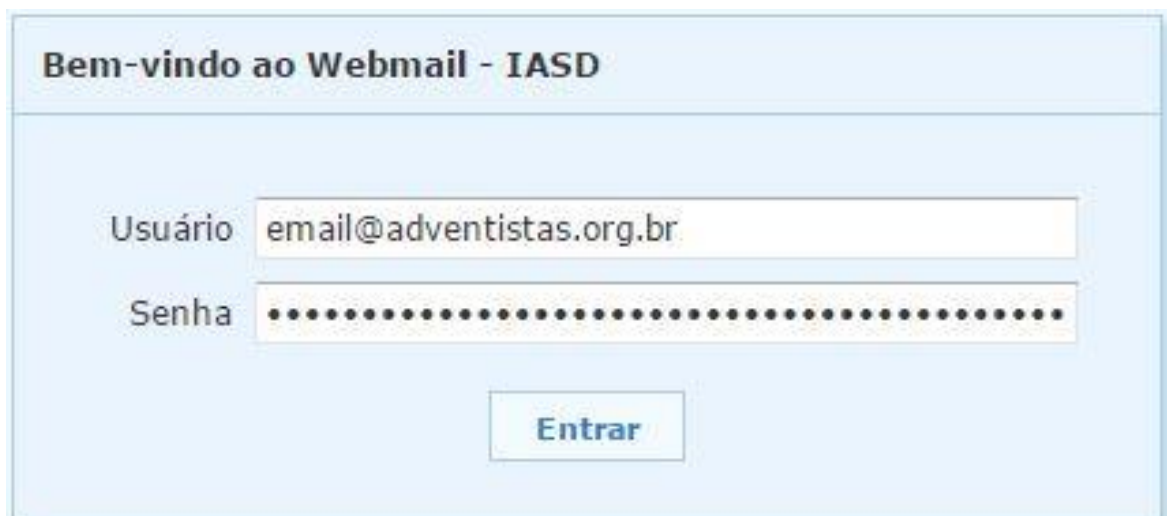 Bem-vindo ao Webmail - IASD
Usuário email@adventistas.org.br
Senha ••••••••••••••••••••••••••••••••••••••••••
Entrar